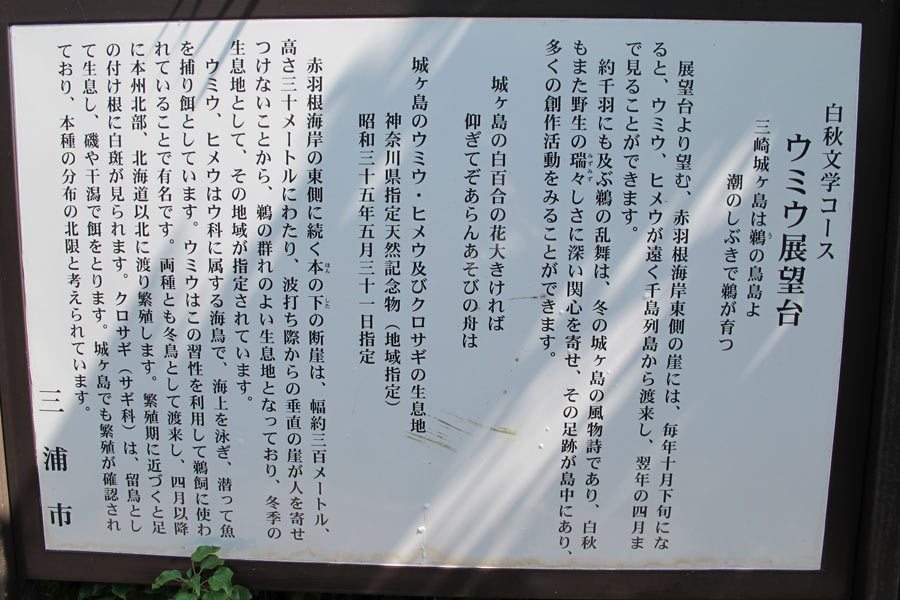 白秋文学コース
ウミウ展望台
三崎城ヶ島は鵜の鳥島よ
潮のしぶきで鵜が育つ
展望台より望む、赤羽根海岸東側の崖には、毎年十月下旬にな
ると、ウミウ、ヒメウが遠く千島列島から渡来し、翌年の四月ま
で見ることができます。
約千羽にも及ぶ鵜の乱舞は、冬の城ヶ島の風物詩であり、白秋
もまた野生の瑞々しさに深い関心を寄せ、その足跡が島中にあり、
多くの創作活動をみることができます。
城ヶ島の白百合の花大きければ
仰ぎてぞあらんあそびの舟は
城ヶ島のウミウ・ヒメウ及びクロサギの生息地
神奈川県指定天然記念物（地域指定）
昭和三十五年五月三十一日指定
赤羽根海岸の東側に続く本の下の断崖は、幅約三百メートル、
高さ三十メートルにわたり、波打ち際からの垂直の崖が人を寄せ
つけないことから、鵜の群れのよい生息地となっており、冬季の
生息地として、その地域が指定されています。
ウミウ、ヒメウはウ科に属する海鳥で、海上を泳ぎ、潜って魚
を捕り餌としています。ウミウはこの習性を利用して鵜飼に使わ
れていることで有名です。両種とも冬鳥として渡来し、四月以降
に本州北部、北海道以北に渡り繁殖します。繁殖期に近づくと足
の付け根に白斑が見られます。クロサギ（サギ科）は、留鳥とし
て生息し、磯や干潟で餌をとります。城ヶ島でも繁殖が確認され
ており、本種の分布の北限と考えられています。
三浦市